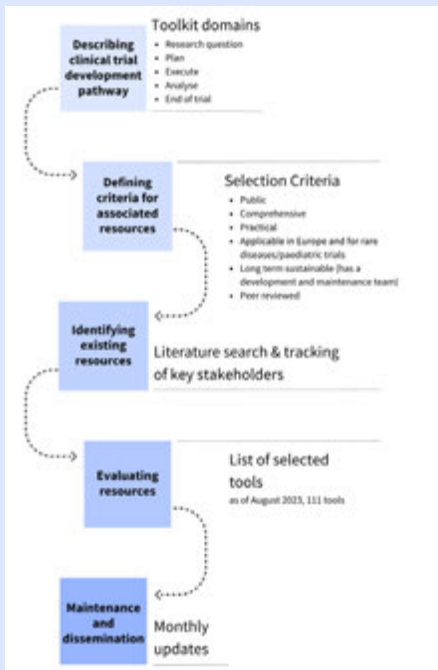 Describing
clinical trial
development
pathway
Toolkit domains
• Research question
• Plan
• Execute
• Analyse
• End of trial
Defining
criteria for
associated
resources
Selection Criteria
• Public
• Comprehensive
• Practical
• Applicable in Europe and for rare
diseases/paediatric trials
• Long term sustainable (has a
development and maintenance team)
• Peer reviewed
Identifying
existing
resources
Literature search & tracking
of key stakeholders
Evaluating
resources
List of selected
tools
as of August 2023, 111 tools
Maintenance
and
dissemination
Monthly
updates